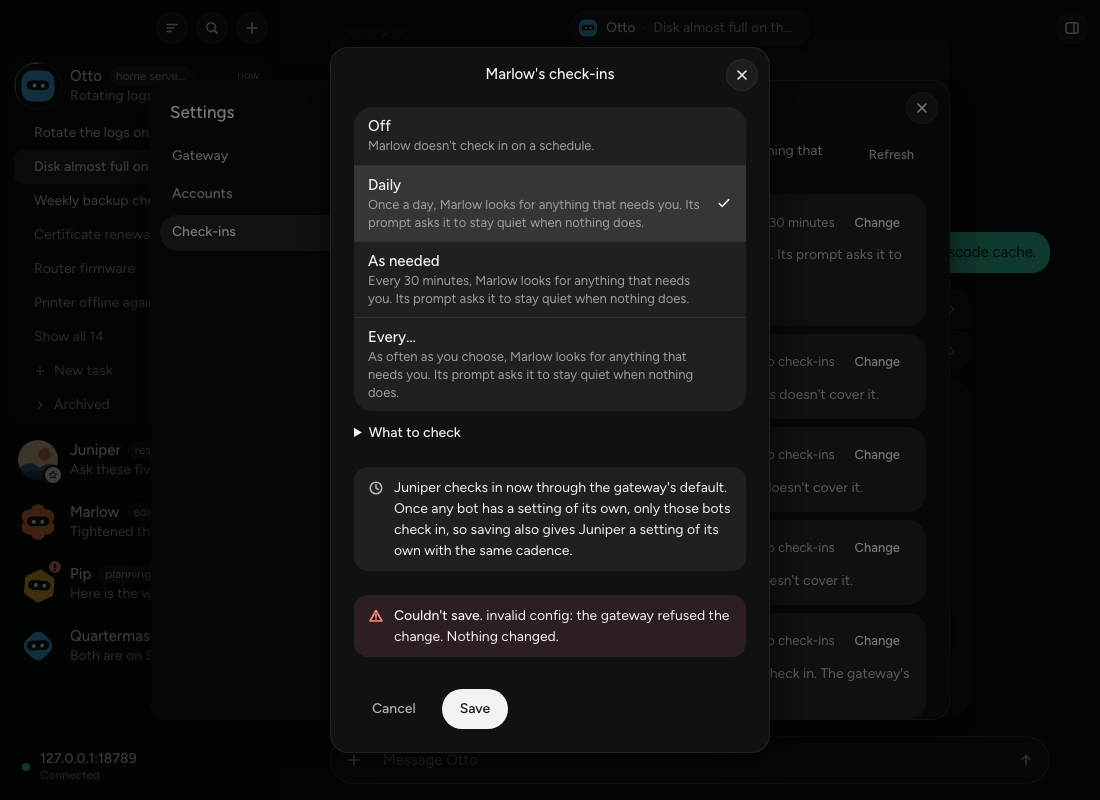 Otto · Disk almost full on th...
Otto home serve... now
Rotating logs
Rotate the logs on
Disk almost full on
Weekly backup che
Certificate renewa
Router firmware
Printer offline agai
Show all 14
New task
Archived
Juniper res
Ask these fiv
Marlow edi
Tightened th
Pip planning
Here is the w
Quartermas
Both are on S
127.0.0.1:18789
Connected
Settings
Gateway
Accounts
Check-ins
Marlow's check-ins
Off
Marlow doesn't check in on a schedule.
Daily
Once a day, Marlow looks for anything that needs you. Its
prompt asks it to stay quiet when nothing does.
As needed
Every 30 minutes, Marlow looks for anything that needs
you. Its prompt asks it to stay quiet when nothing does.
Every...
As often as you choose, Marlow looks for anything that
needs you. Its prompt asks it to stay quiet when nothing
does.
What to check
Juniper checks in now through the gateway's default.
Once any bot has a setting of its own, only those bots
check in, so saving also gives Juniper a setting of its
own with the same cadence.
Couldn't save. invalid config: the gateway refused the
change. Nothing changed.
Cancel
Save
hing that
Refresh
30 minutes Change
. Its prompt asks it to
scode cache.
o check-ins Change
s doesn't cover it.
o check-ins Change
doesn't cover it.
o check-ins Change
esn't cover it.
o check-ins Change
heck in. The gateway's
Message Otto